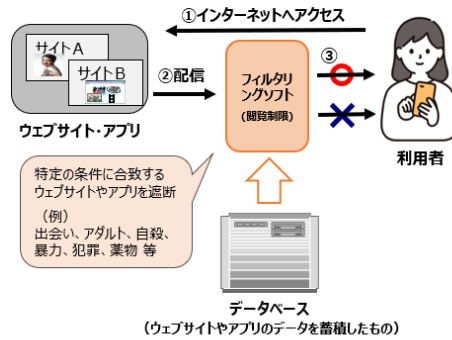 ①インターネットへアクセス
サイトA
サイトB
②配信
フィルタリ
ングソフト
(閲覧制限)
③
ウェブサイト・アプリ
利用者
特定の条件に合致する
ウェブサイトやアプリを遮断
（例）
出会い、アダルト、自殺、
暴力、犯罪、薬物 等
データベース
（ウェブサイトやアプリのデータを蓄積したもの）